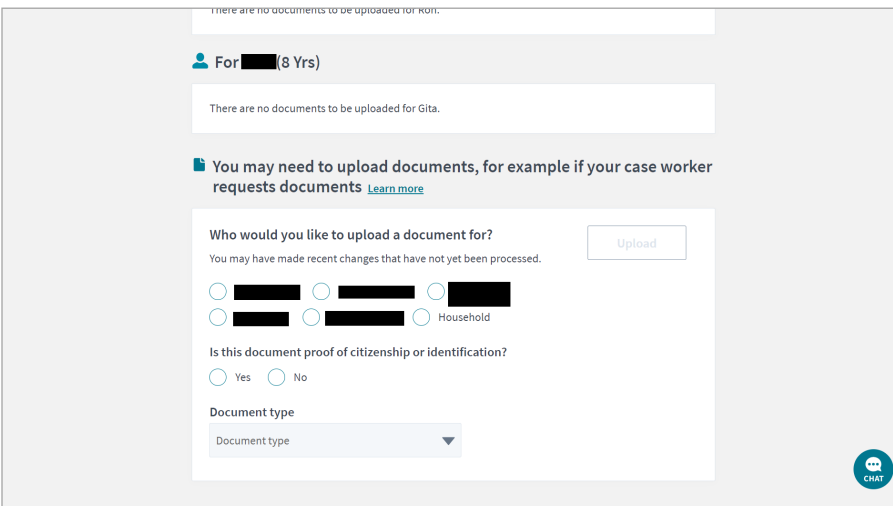 There are no documents to be uploaded for Ron.
For (8 Yrs)
There are no documents to be uploaded for Gita.
You may need to upload documents, for example if your case worker
requests documents Learn more
Who would you like to upload a document for?
Upload
You may have made recent changes that have not yet been processed.
Household
Is this document proof of citizenship or identification?
Yes No
Document type
Document type
CHAT